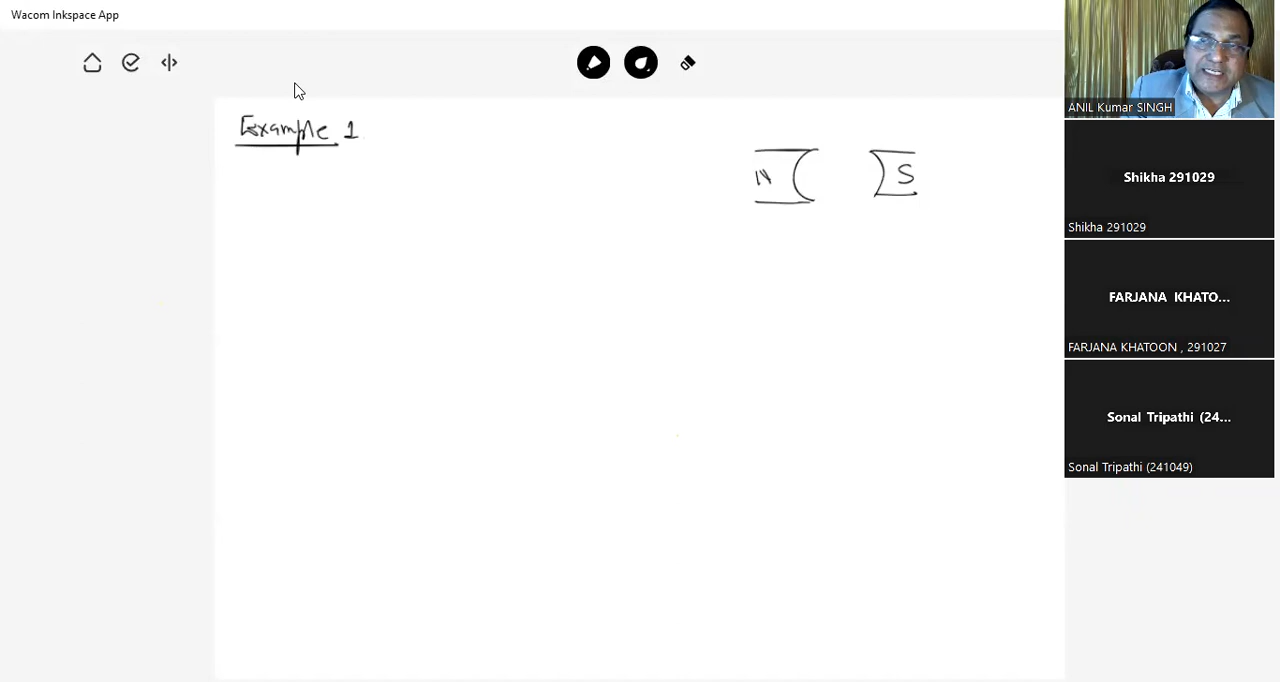 Wacom Inkspace App
Example 1
N S
ANIL Kumar SINGH
Shikha 291029
Shikha 291029
FARJANA KHATO...
FARJANA KHATOON , 291027
Sonal Tripathi (24...
Sonal Tripathi (241049)